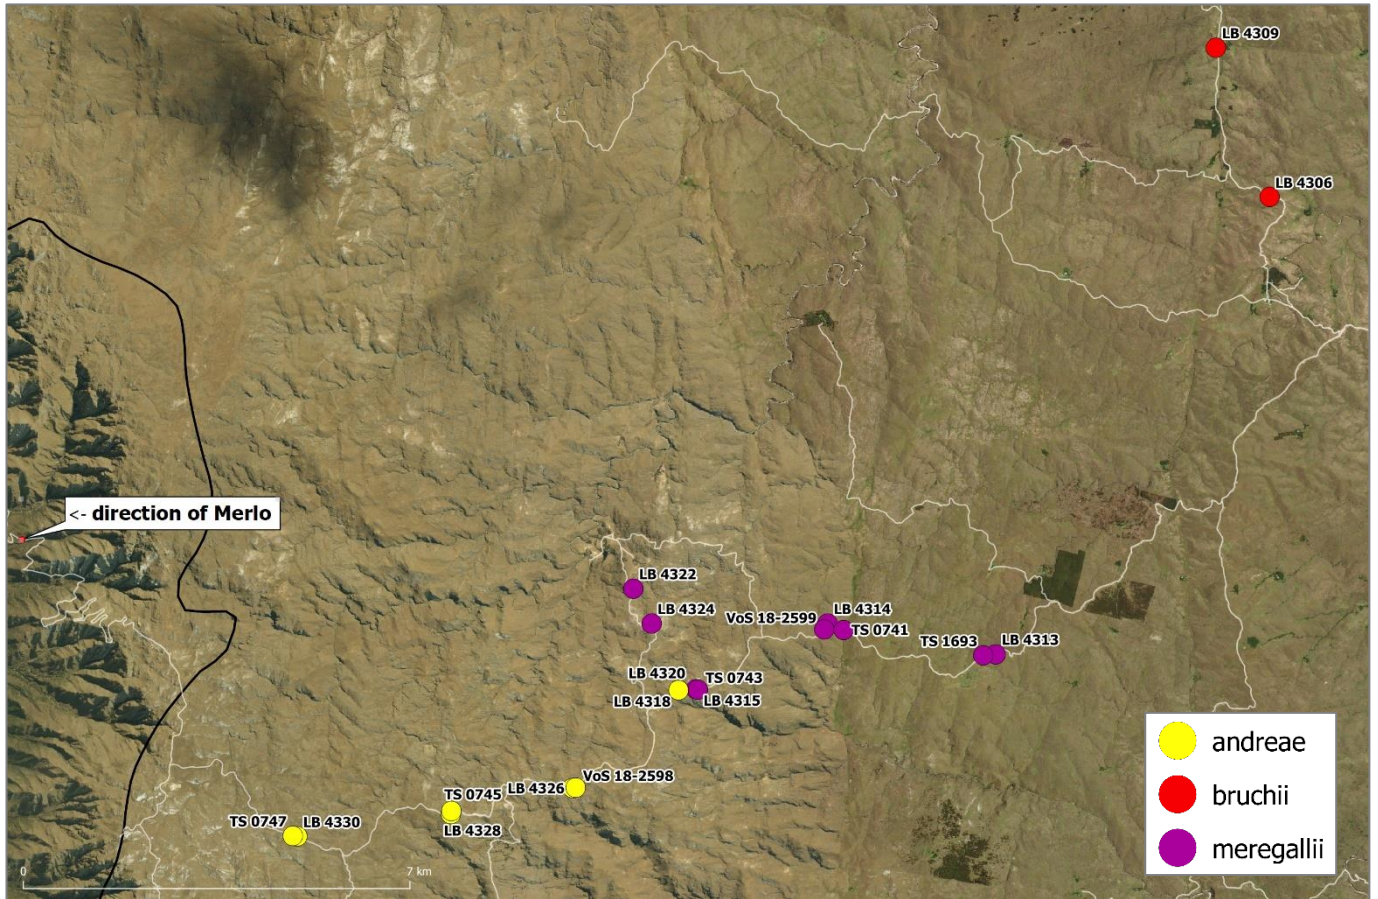 LB 4309
LB 4306
<- direction of Merlo
LB 4322
LB 4324
VoS 18-2599
LB 4314
TS 0741
TS 1693
LB 4313
LB 4320
TS 0743
LB 4318
LB 4315
VoS 18-2598
LB 4326
TS 0745
LB 4328
TS 0747
LB 4330
andreae
bruchii
meregallii
0
7 km